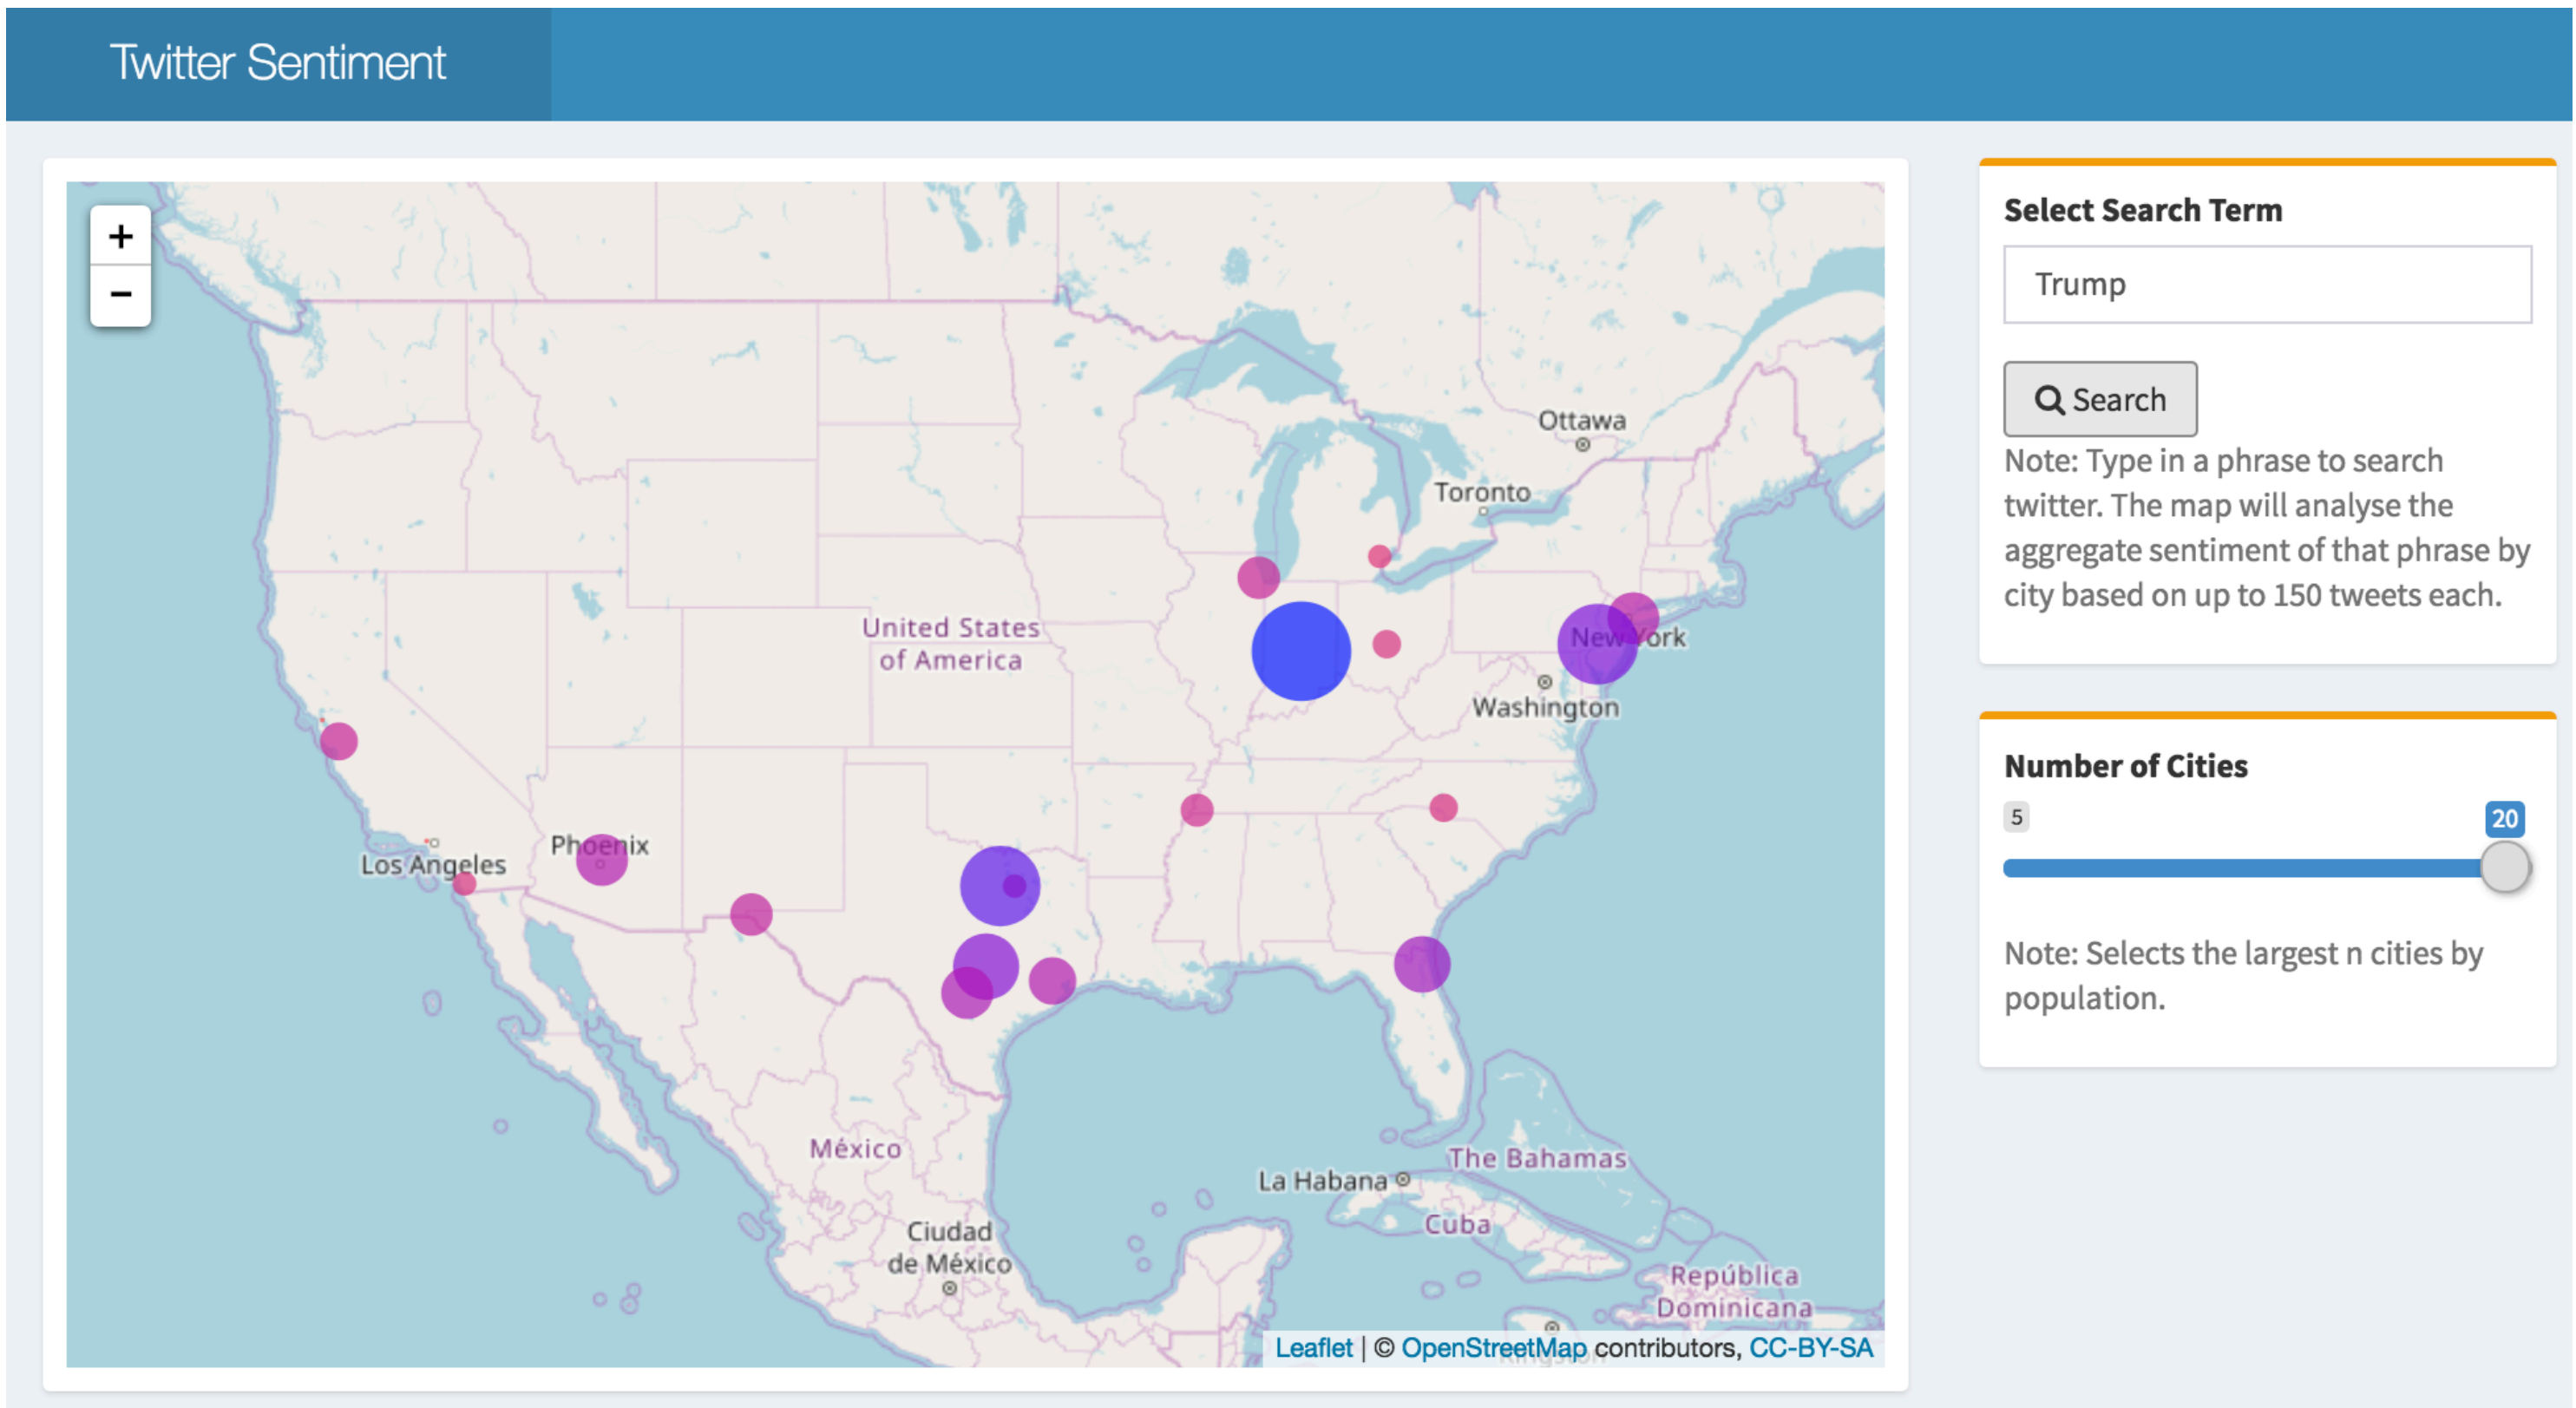 Twitter Sentiment
+
−
Ottawa
Toronto
United States
of America
New York
Washington
Phoenix
Los Angeles
México
La Habana
The Bahamas
Cuba
Ciudad
de México
República
Dominicana
Kingston
Leaflet | © OpenStreetMap contributors, CC-BY-SA
Select Search Term
Trump
Search
Note: Type in a phrase to search
twitter. The map will analyse the
aggregate sentiment of that phrase by
city based on up to 150 tweets each.
Number of Cities
5
20
Note: Selects the largest n cities by
population.